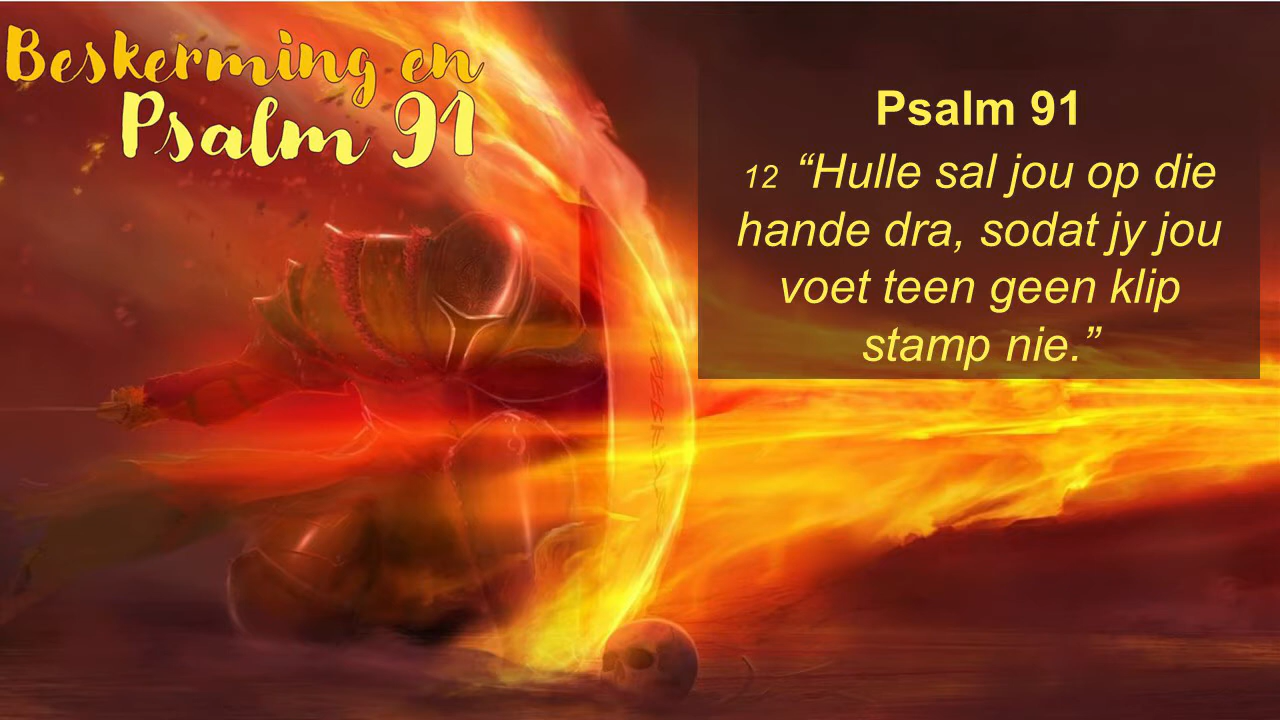 Beskerming en
Psalm 91
Psalm 91
12 “Hulle sal jou op die
hande dra, sodat jy jou
voet teen geen klip
stamp nie.”